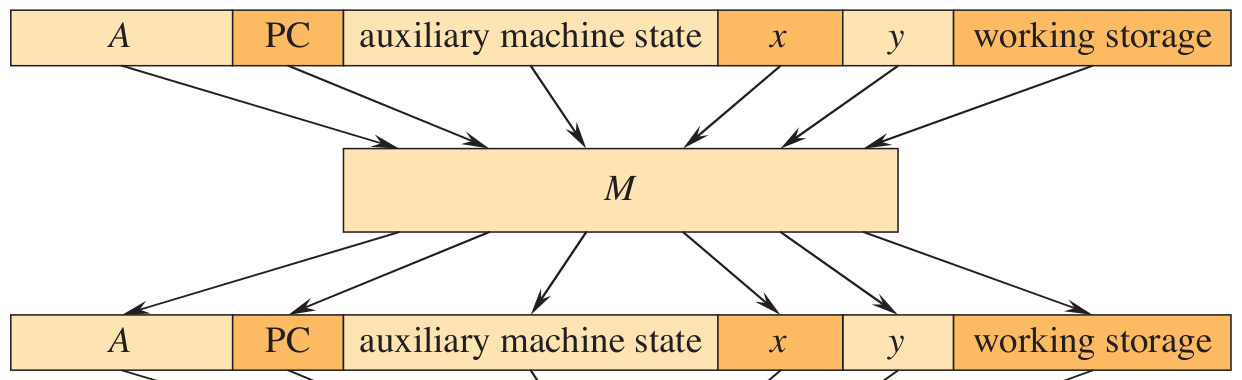 A PC auxiliary machine state x y working storage
M
A PC auxiliary machine state x y working storage